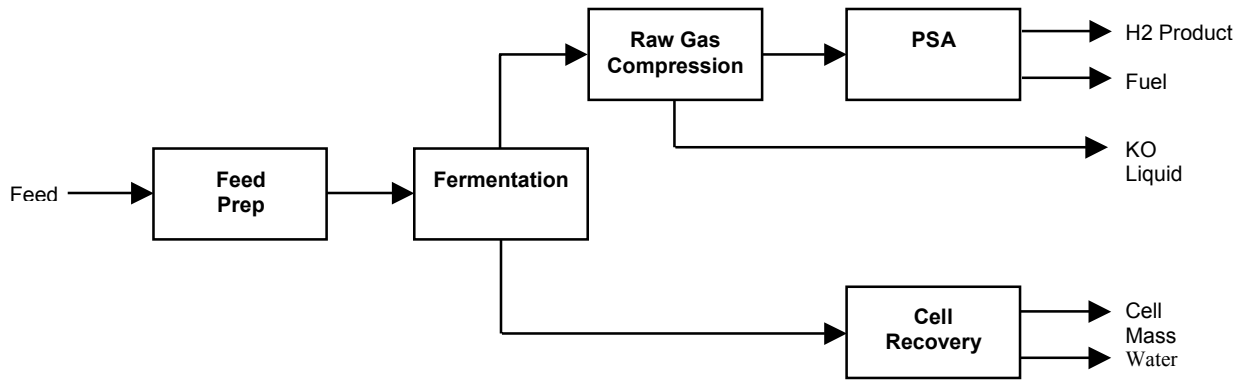 Raw Gas
Compression
PSA
H2 Product
Fuel
KO
Liquid
Feed
Feed
Prep
Fermentation
Cell
Recovery
Cell
Mass
Water